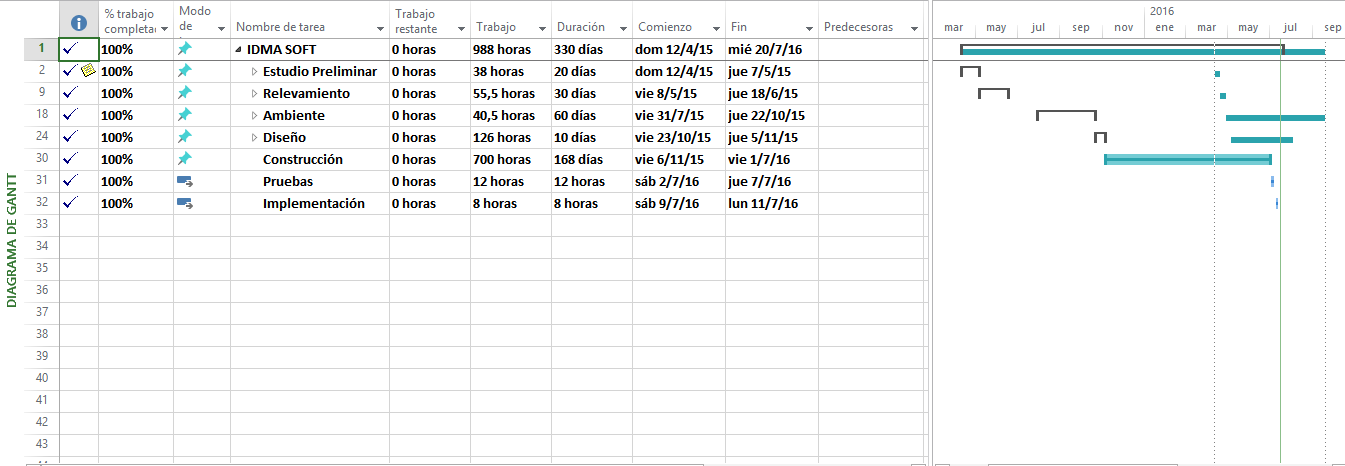 2016
% trabajo completa Modo de Nombre de tarea Trabajo restante Trabajo Duración Comienzo Fin Predecesoras mar may jul sep nov ene mar may jul sep
1 100% IDMA SOFT 0 horas 988 horas 330 días dom 12/4/15 mié 20/7/16
2 100% Estudio Preliminar 0 horas 38 horas 20 días dom 12/4/15 jue 7/5/15
9 100% Relevamiento 0 horas 55,5 horas 30 días vie 8/5/15 jue 18/6/15
18 100% Ambiente 0 horas 40,5 horas 60 días vie 31/7/15 jue 22/10/15
24 100% Diseño 0 horas 126 horas 10 días vie 23/10/15 jue 5/11/15
30 100% Construcción 0 horas 700 horas 168 días vie 6/11/15 vie 1/7/16
31 100% Pruebas 0 horas 12 horas 12 horas sáb 2/7/16 jue 7/7/16
32 100% Implementación 0 horas 8 horas 8 horas sáb 9/7/16 lun 11/7/16
33
34
35
36
37
38
39
40
41
42
43
DIAGRAMA DE GANTT